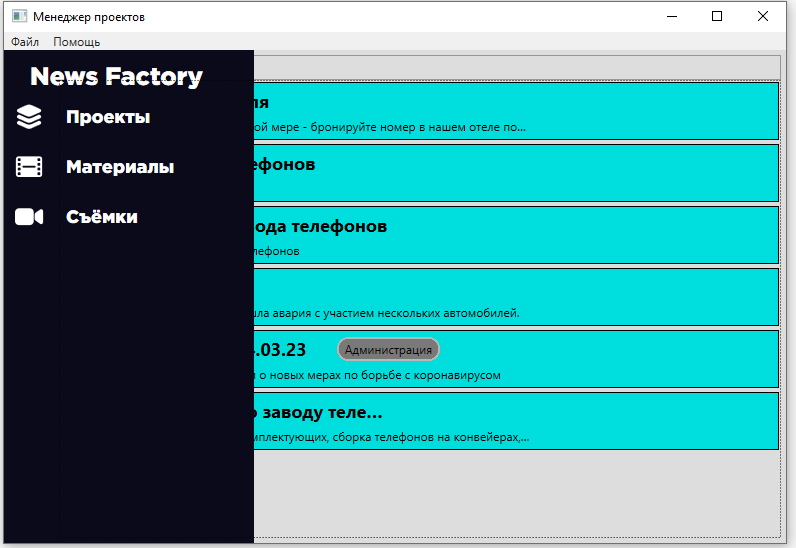 Менеджер проектов
Файл Помощь
News Factory
Проекты
Материалы
Съёмки
ой мере - бронируйте номер в нашем отеле по...
ефонов
ода телефонов
лефонов
ла авария с участием нескольких автомобилей.
.03.23
Администрация
о новых мерах по борьбе с коронавирусом
о заводу теле...
мплектующих, сборка телефонов на конвейерах,...